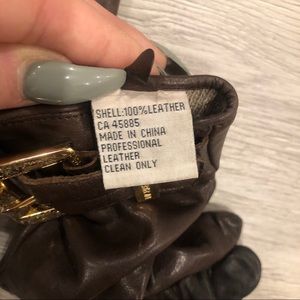 SHELL:100%LEATHER
CA 45885
MADE IN CHINA
PROFESSIONAL
LEATHER
CLEAN ONLY